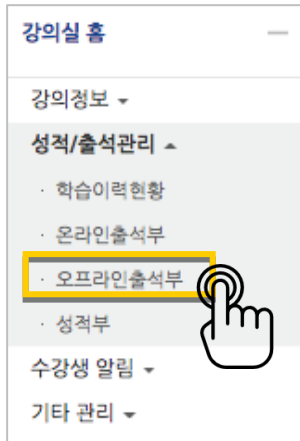 강의실 홈
강의정보
성적/출석관리
· 학습이력현황
· 온라인출석부
· 오프라인출석부
· 성적부
수강생 알림
기타 관리